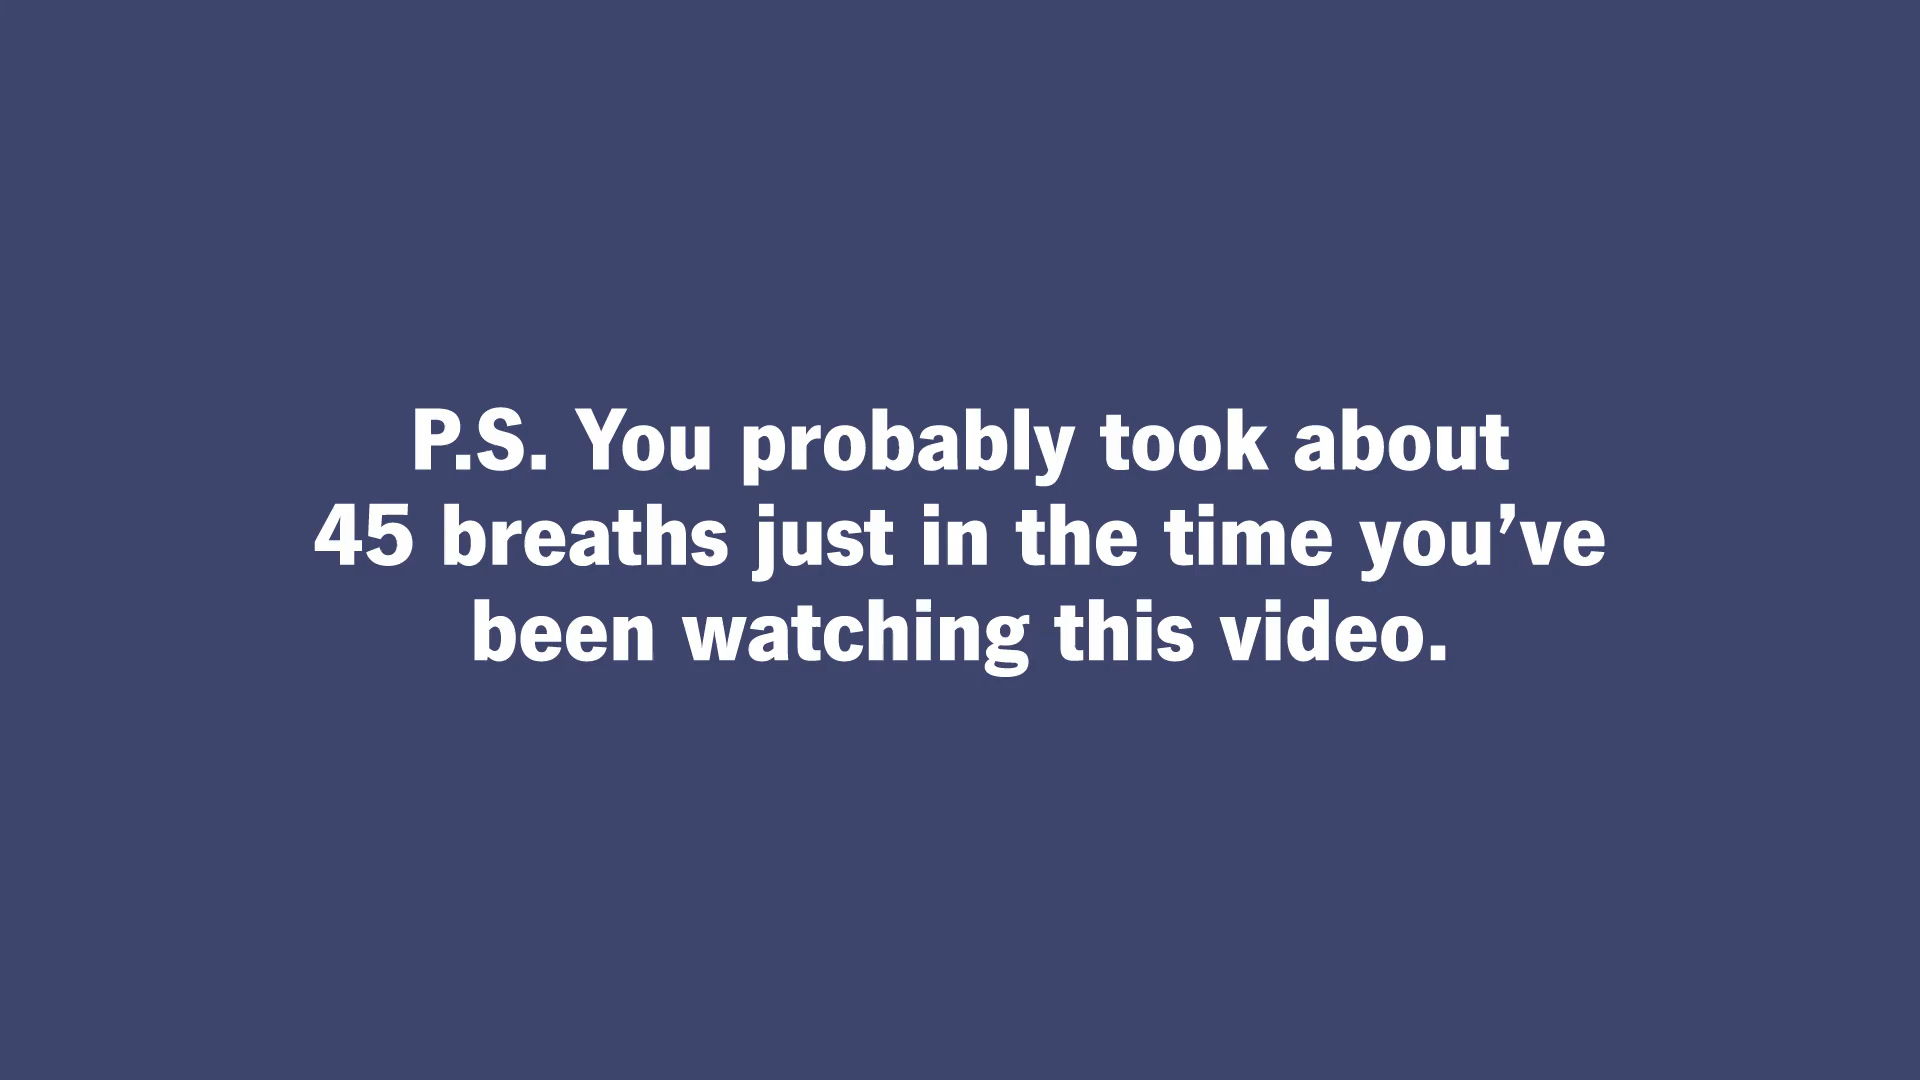 P.S. You probably took about
45 breaths just in the time you’ve
been watching this video.